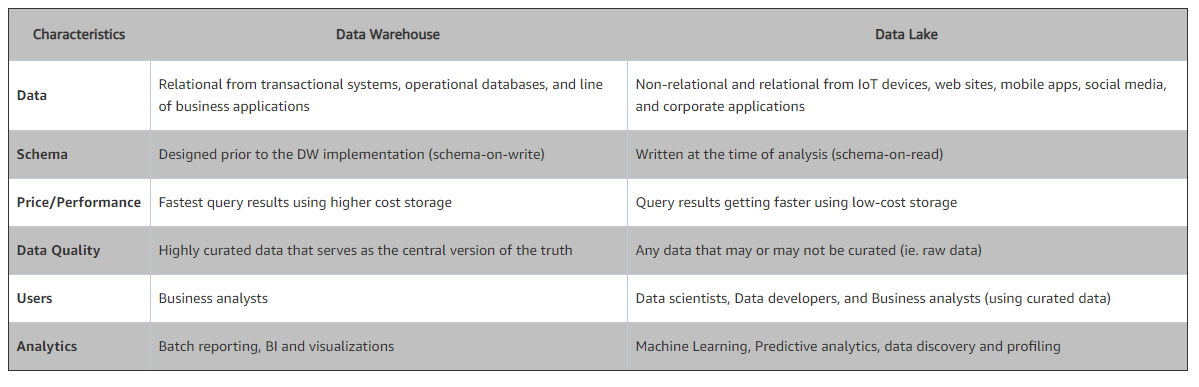 Characteristics Data Warehouse Data Lake
Data
Relational from transactional systems, operational databases, and line
of business applications
Non-relational and relational from IoT devices, web sites, mobile apps, social media,
and corporate applications
Schema
Designed prior to the DW implementation (schema-on-write)
Written at the time of analysis (schema-on-read)
Price/Performance
Fastest query results using higher cost storage
Query results getting faster using low-cost storage
Data Quality
Highly curated data that serves as the central version of the truth
Any data that may or may not be curated (ie. raw data)
Users
Business analysts
Data scientists, Data developers, and Business analysts (using curated data)
Analytics
Batch reporting, BI and visualizations
Machine Learning, Predictive analytics, data discovery and profiling